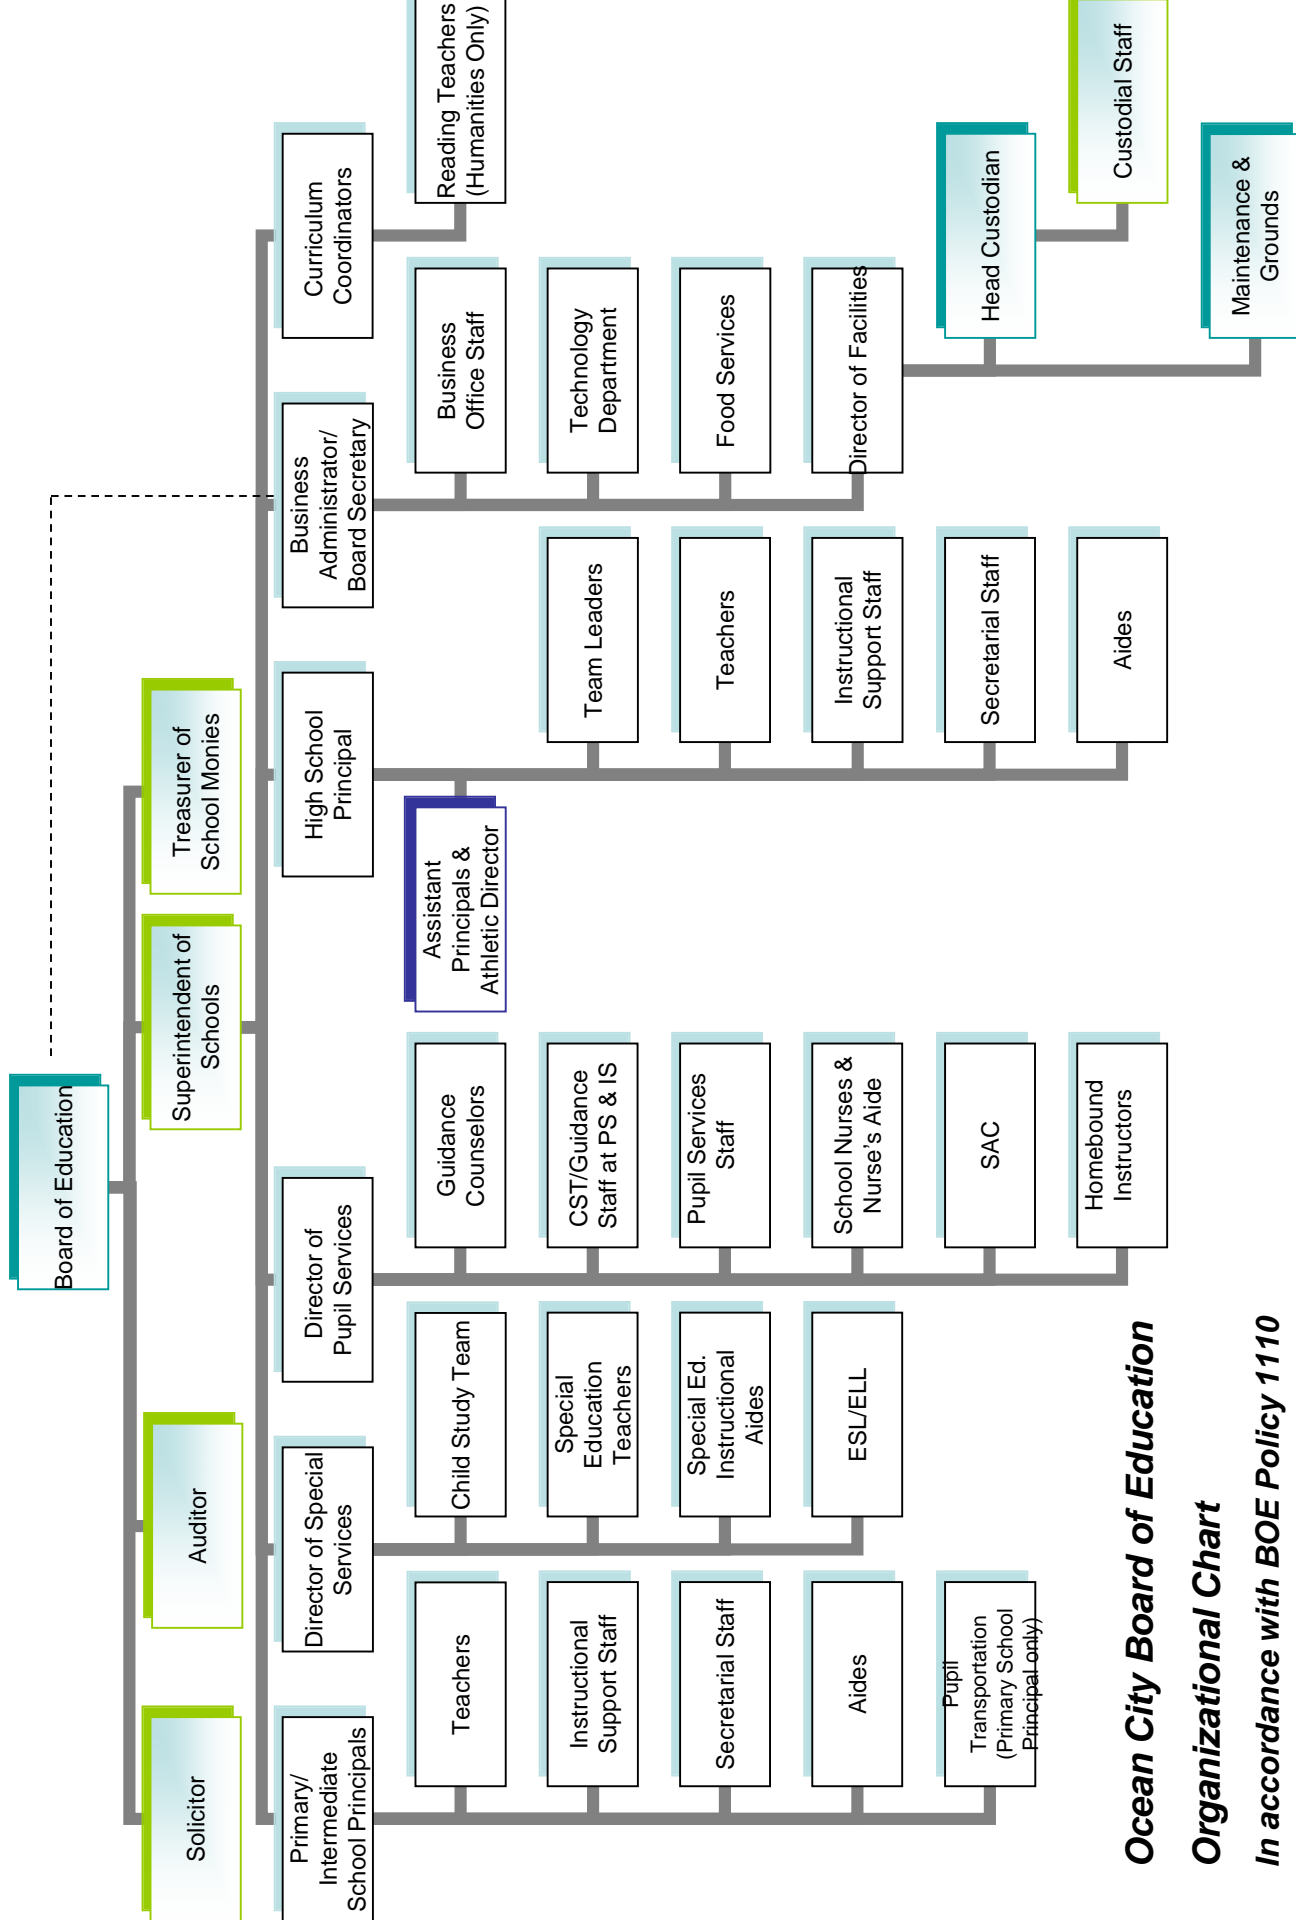 Board of Education
Solicitor
Auditor
Superintendent of
Schools
Treasurer of
School Monies
Primary/
Intermediate
School Principals
Director of Special
Services
Director of
Pupil Services
High School
Principal
Business
Administrator/
Board Secretary
Curriculum
Coordinators
Teachers
Instructional
Support Staff
Secretarial Staff
Aides
Pupil
Transportation
(Primary School
Principal only)
Child Study Team
Special
Education
Teachers
Special Ed.
Instructional
Aides
ESL/ELL
Guidance
Counselors
CST/Guidance
Staff at PS & IS
Pupil Services
Staff
School Nurses &
Nurse's Aide
SAC
Homebound
Instructors
Assistant
Principals &
Athletic Director
Team Leaders
Teachers
Instructional
Support Staff
Secretarial Staff
Aides
Business
Office Staff
Technology
Department
Food Services
Director of Facilities
Head Custodian
Custodial Staff
Maintenance &
Grounds
Reading Teachers
(Humanities Only)
Ocean City Board of Education
Organizational Chart
In accordance with BOE Policy 1110